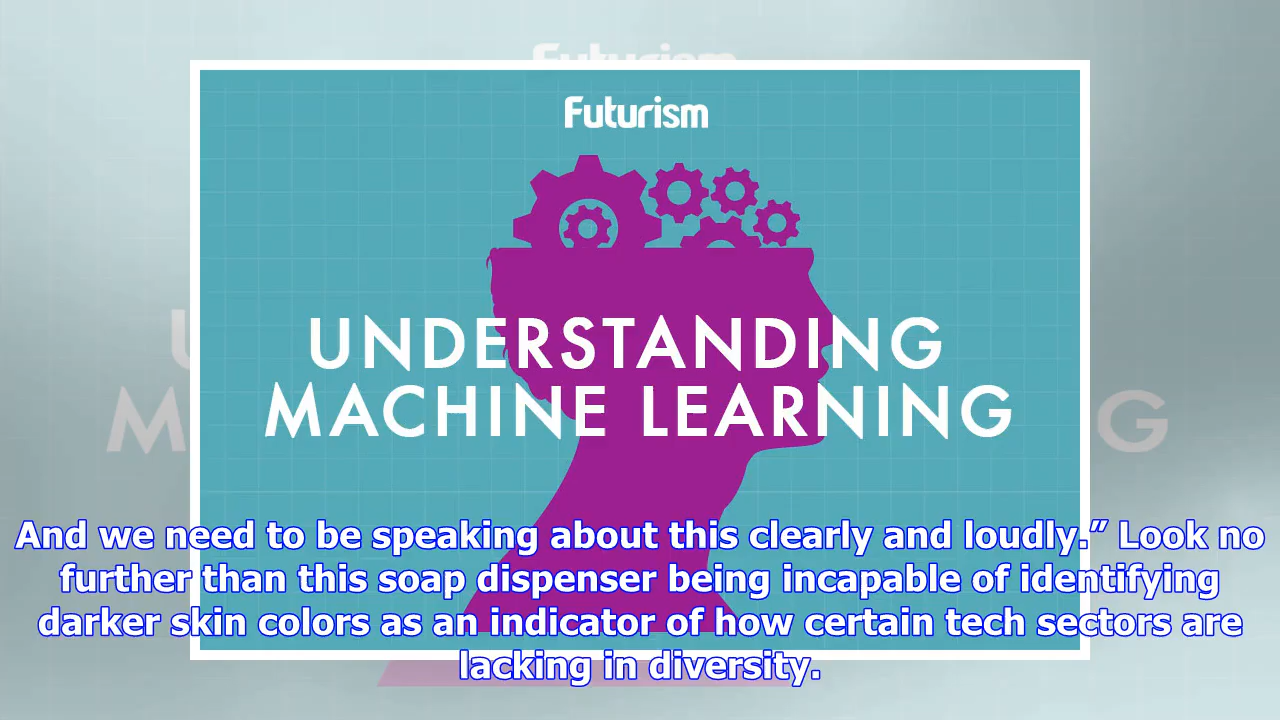 Futurism
UNDERSTANDING
MACHINE LEARNING
And we need to be speaking about this clearly and loudly.” Look no
further than this soap dispenser being incapable of identifying
darker skin colors as an indicator of how certain tech sectors are
lacking in diversity.